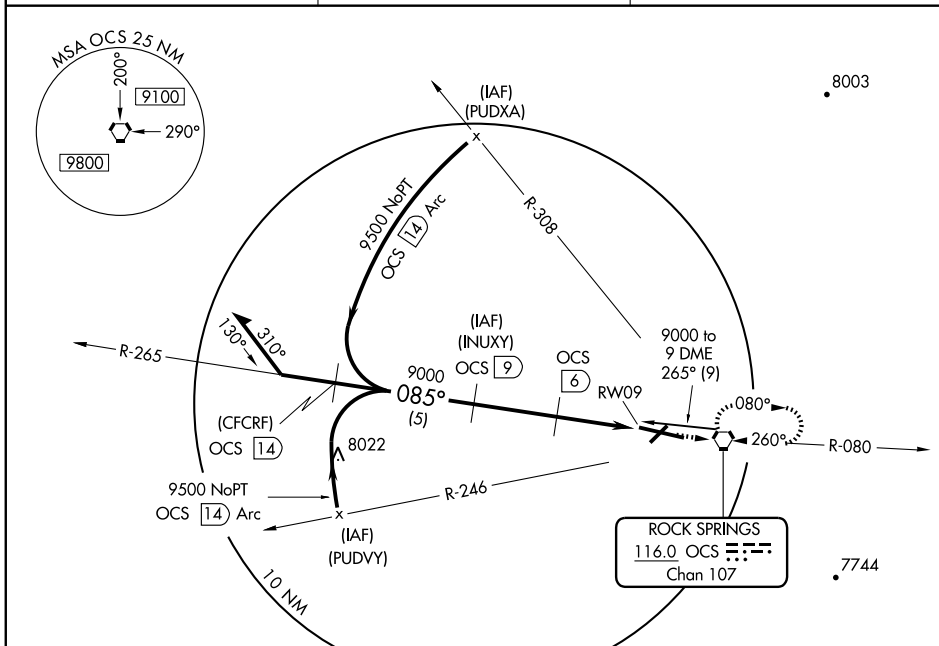 MSA OCS 25 NM
200°
9100
290°
9800
8003
(IAF)
(PUDXA)
9500 NoPT
OCS 14 Arc
R-308
310°
130°
R-265
(IAF)
(INUXY)
OCS 9
9000
085°
(5)
OCS
6
RW09
9000 to
9 DME
265° (9)
080°
260°
R-080
(CFCRF)
OCS 14
8022
9500 NoPT
OCS 14 Arc
R-246
x
x
(IAF)
(PUDVY)
ROCK SPRINGS
116.0 OCS
Chan 107
7744
10 NM